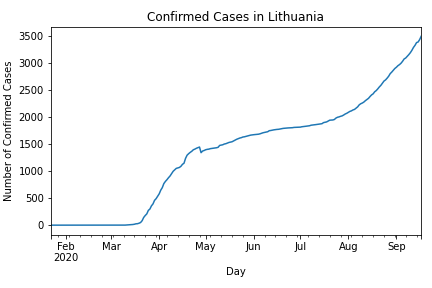 Confirmed Cases in Lithuania
Number of Confirmed Cases
3500
3000
2500
2000
1500
1000
500
0
Feb Mar Apr May Jun Jul Aug Sep
2020
Day